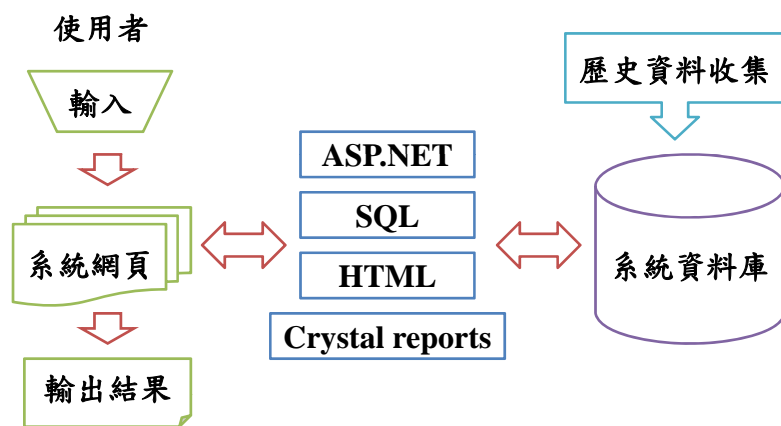 使用者
輸入
系統網頁
輸出結果
ASP.NET
SQL
HTML
Crystal reports
歷史資料收集
系統資料庫